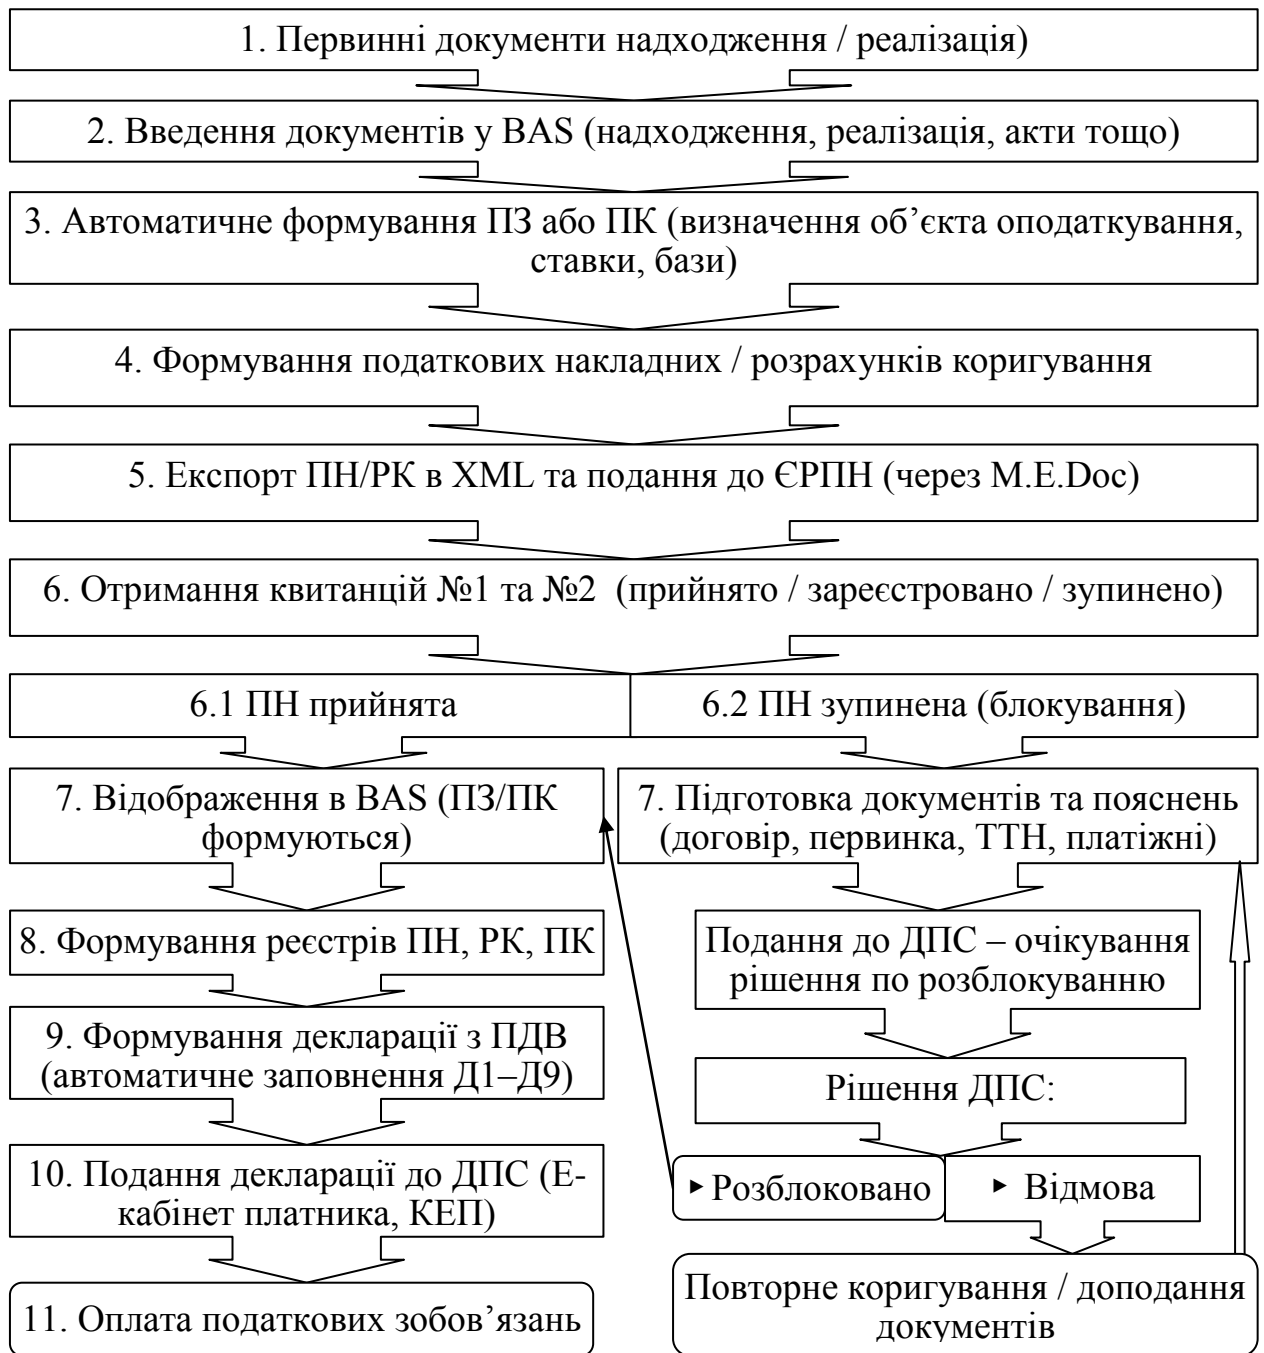 1. Первинні документи надходження / реалізація)
2. Введення документів у BAS (надходження, реалізація, акти тощо)
3. Автоматичне формування ПЗ або ПК (визначення об’єкта оподаткування,
ставки, бази)
4. Формування податкових накладних / розрахунків коригування
5. Експорт ПН/РК в XML та подання до ЄРПН (через M.E.Doc)
6. Отримання квитанцій №1 та №2 (прийнято / зареєстровано / зупинено)
6.1 ПН прийнята
6.2 ПН зупинена (блокування)
7. Відображення в BAS (ПЗ/ПК
формуються)
8. Формування реєстрів ПН, РК, ПК
9. Формування декларації з ПДВ
(автоматичне заповнення Д1–Д9)
10. Подання декларації до ДПС (Е-
кабінет платника, КЕП)
11. Оплата податкових зобов’язань
7. Підготовка документів та пояснень
(договір, первинка, ТТН, платіжні)
Подання до ДПС – очікування
рішення по розблокуванню
Рішення ДПС:
‣ Розблоковано
‣ Відмова
Повторне коригування / доподання
документів